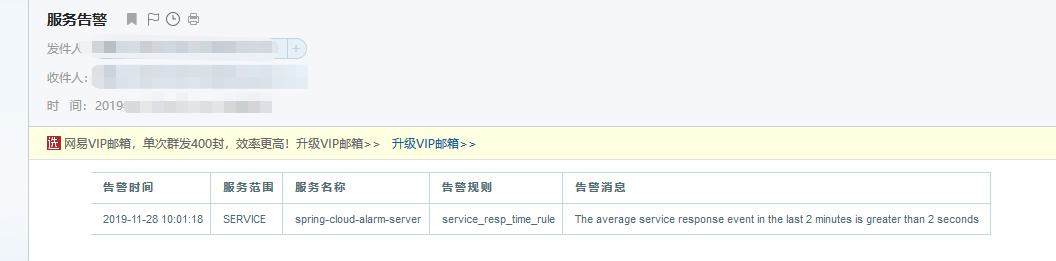 服务告警
发件人
收件人：
时 间：2019
选 网易VIP邮箱，单次群发400封，效率更高！升级VIP邮箱>> 升级VIP邮箱>>
告警时间 服务范围 服务名称 告警规则 告警消息
2019-11-28 10:01:18 SERVICE spring-cloud-alarm-server service_resp_time_rule The average service response event in the last 2 minutes is greater than 2 seconds